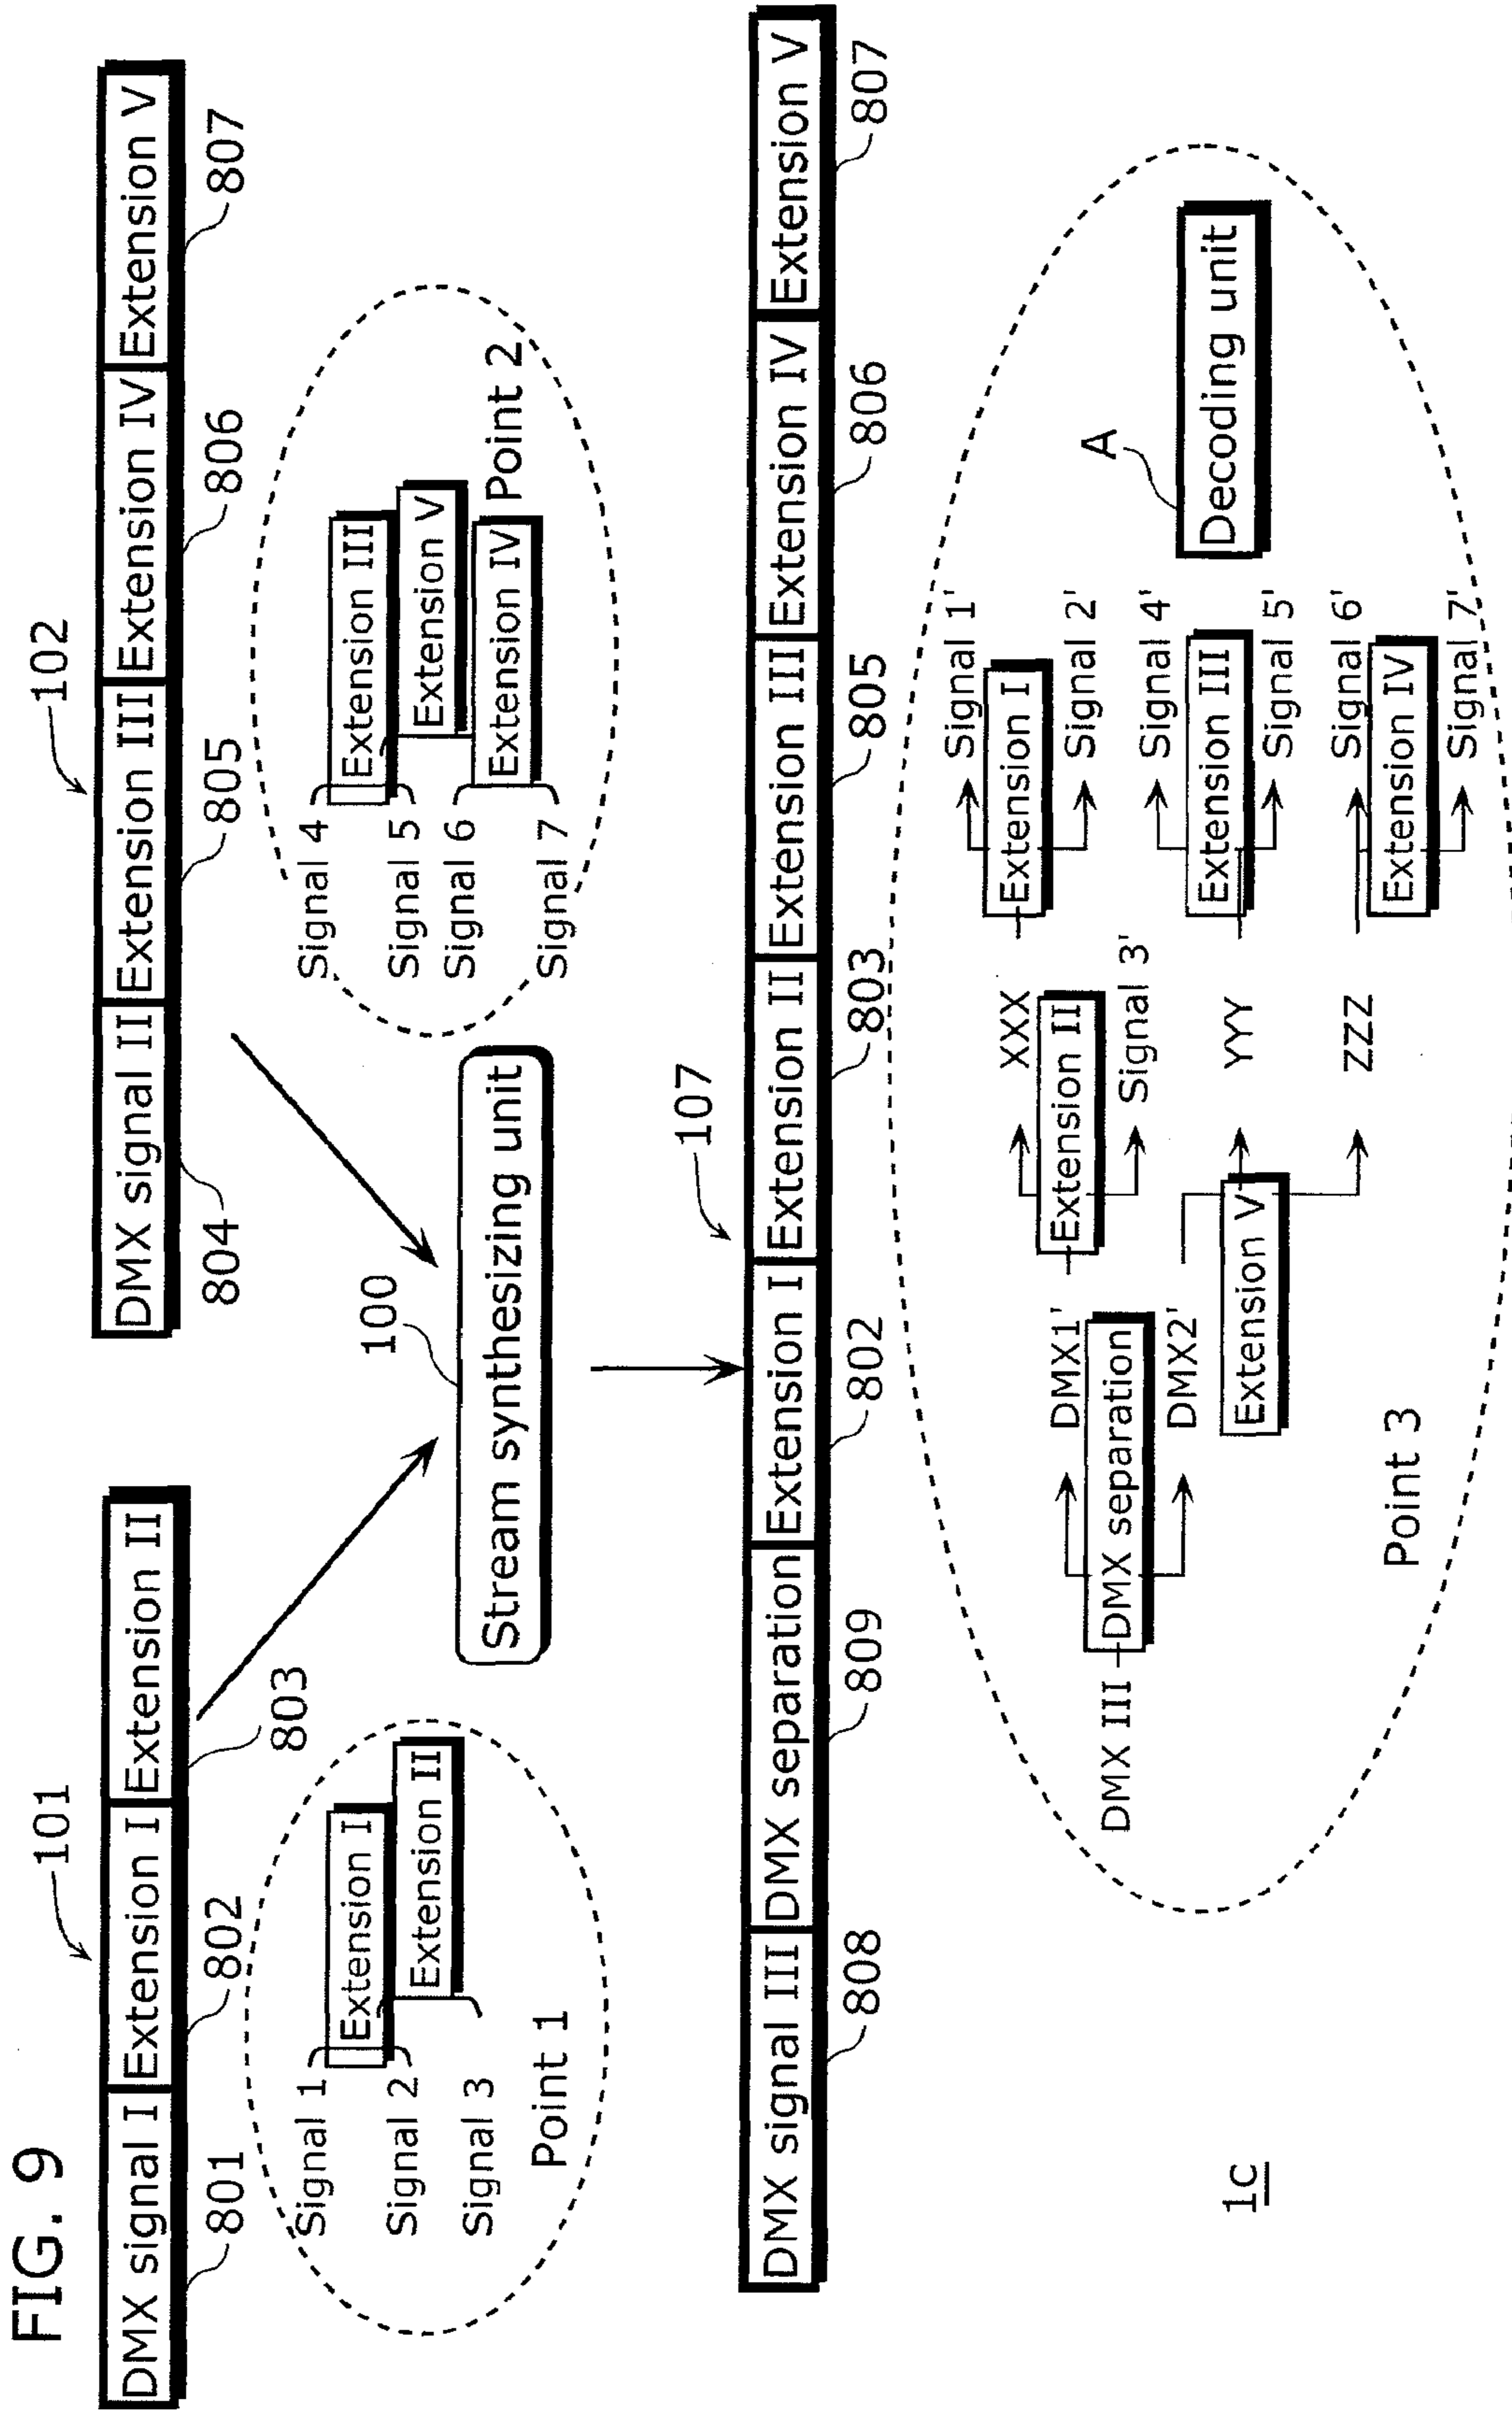 FIG. 9
101
DMX signal I Extension I Extension II
801
802
803
102
DMX signal II Extension III Extension IV Extension V
804
805
806
807
Signal 1
Signal 2
Signal 3
Extension I
Extension II
Point 1
Signal 4
Signal 5
Signal 6
Signal 7
Extension III
Extension V
Extension IV
Point 2
100
Stream synthesizing unit
107
DMX signal III DMX separation Extension I Extension II Extension III Extension IV Extension V
808
809
802
803
805
806
807
DMX III
DMX separation
DMX1'
DMX2'
Extension II
Extension V
XXX
Signal 3'
YYY
ZZZ
Extension I
Signal 1'
Signal 2'
Extension III
Signal 4'
Signal 5'
Extension IV
Signal 6'
Signal 7'
A
Decoding unit
Point 3
1c